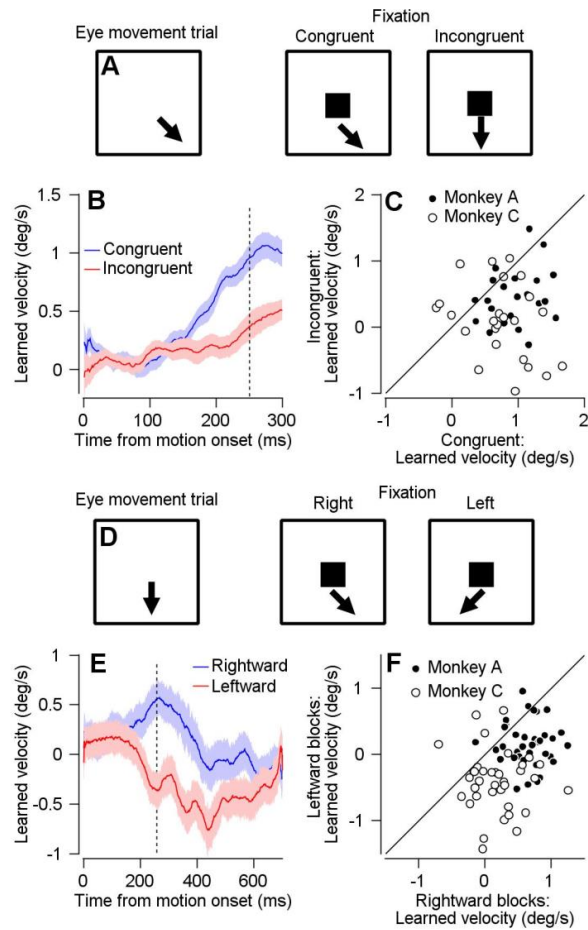 Fixation
Eye movement trial
Congruent
Incongruent
A
B
Learned velocity (deg/s)
1.5
1
0.5
0
Congruent
Incongruent
0
100
200
300
Time from motion onset (ms)
C
Incongruent:
Learned velocity (deg/s)
2
1
0
-1
Monkey A
Monkey C
-1
0
1
2
Congruent:
Learned velocity (deg/s)
Fixation
Eye movement trial
Right
Left
D
E
Learned velocity (deg/s)
1
0.5
0
-0.5
-1
Rightward
Leftward
0
200
400
600
Time from motion onset (ms)
F
Leftward blocks:
Learned velocity (deg/s)
1
0
-1
Monkey A
Monkey C
-1
0
1
Rightward blocks:
Learned velocity (deg/s)